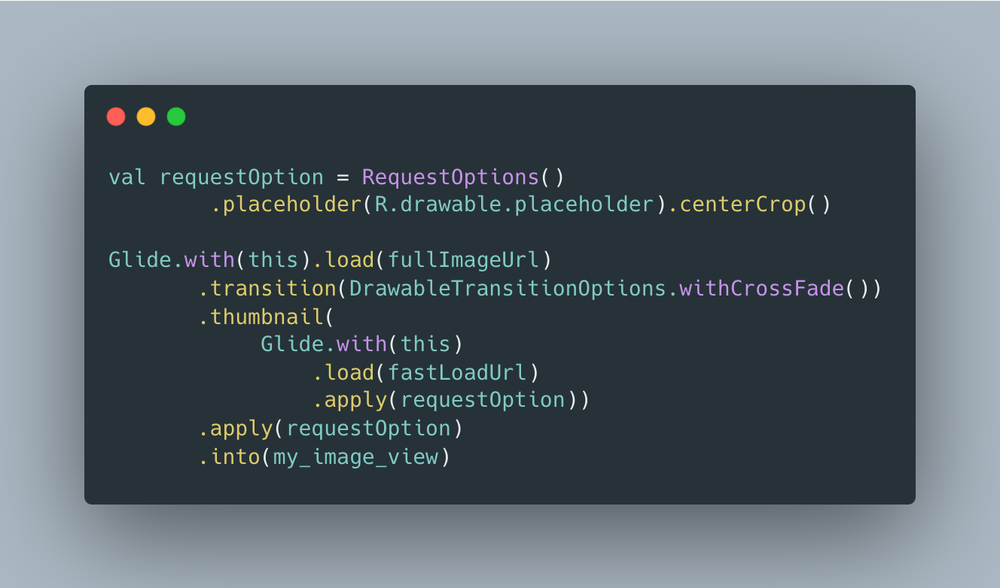 val requestOption = RequestOptions()
        .placeholder(R.drawable.placeholder).centerCrop()

Glide.with(this).load(fullImageUrl)
       .transition(DrawableTransitionOptions.withCrossFade())
       .thumbnail(
            Glide.with(this)
                .load(fastLoadUrl)
                .apply(requestOption))
       .apply(requestOption)
       .into(my_image_view)